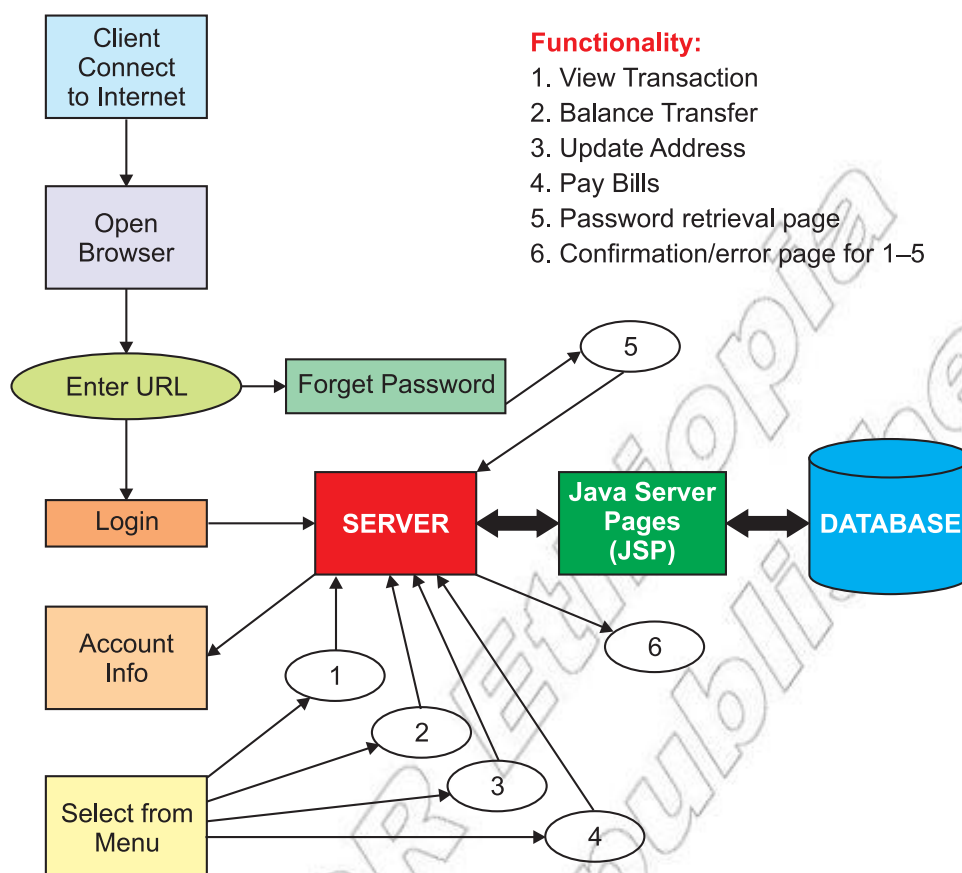 Client
Connect
to Internet
Functionality:
1. View Transaction
2. Balance Transfer
3. Update Address
4. Pay Bills
5. Password retrieval page
6. Confirmation/error page for 1–5
Open
Browser
5
Enter URL
Forget Password
Login
SERVER
Java Server
Pages
(JSP)
DATABASE
Account
Info
6
1
2
3
Select from
Menu
4
R Ethiopia